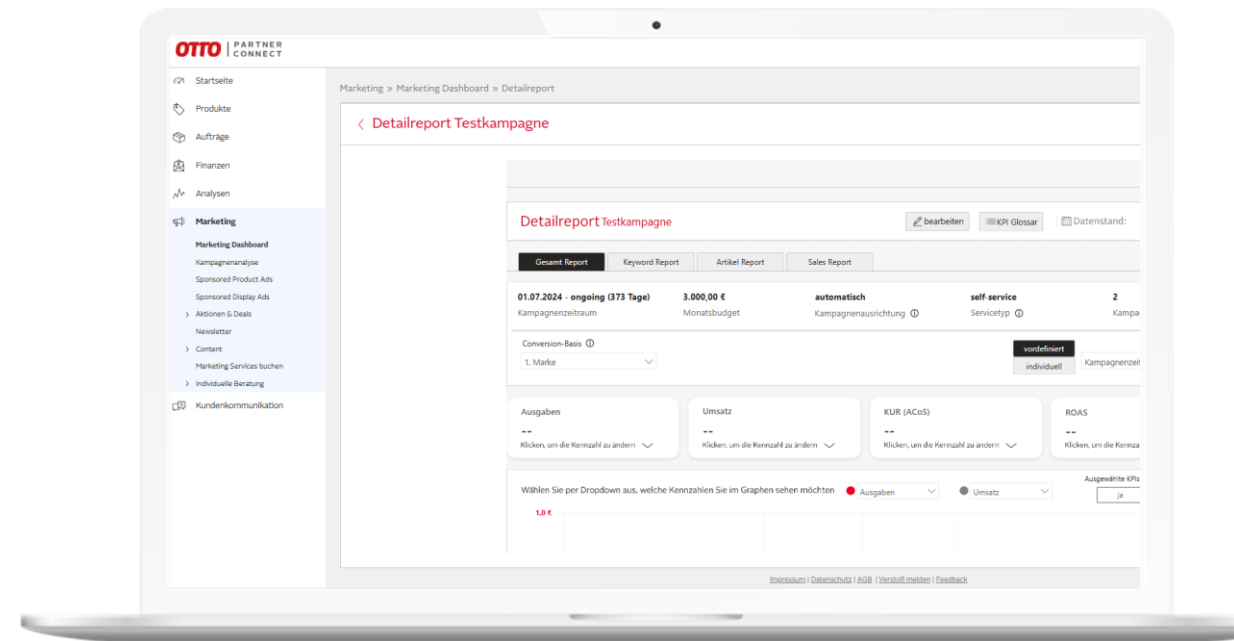 OTTO | PARTNER CONNECT
Startseite
Produkte
Aufträge
Finanzen
Analysen
Marketing
Marketing Dashboard
Kampagnenanalyse
Sponsored Product Ads
Sponsored Display Ads
Aktionen & Deals
Newsletter
Content
Marketing Services buchen
Individuelle Beratung
Kundenkommunikation
Marketing » Marketing Dashboard » Detailreport
Detailreport Testkampagne
Detailreport Testkampagne
bearbeiten
KPI Glossar
Datenstand:
Gesamt Report
Keyword Report
Artikel Report
Sales Report
01.07.2024 - ongoing (373 Tage)
Kampagnenzeitraum
3.000,00 €
Monatsbudget
automatisch
Kampagnenausrichtung
self-service
Servicetyp
2
Kampa
Conversion-Basis
1. Marke
vordefiniert
individuell
Kampagnenzeit
Ausgaben
--
Klicken, um die Kennzahl zu ändern
Umsatz
--
Klicken, um die Kennzahl zu ändern
KUR (ACoS)
--
Klicken, um die Kennzahl zu ändern
ROAS
--
Klicken, um die Kennza
Wählen Sie per Dropdown aus, welche Kennzahlen Sie im Graphen sehen möchten
Ausgaben
Umsatz
Ausgewählte KPIs
ja
1,0 €
Impressum | Datenschutz | AGB | Verstoß melden | Feedback